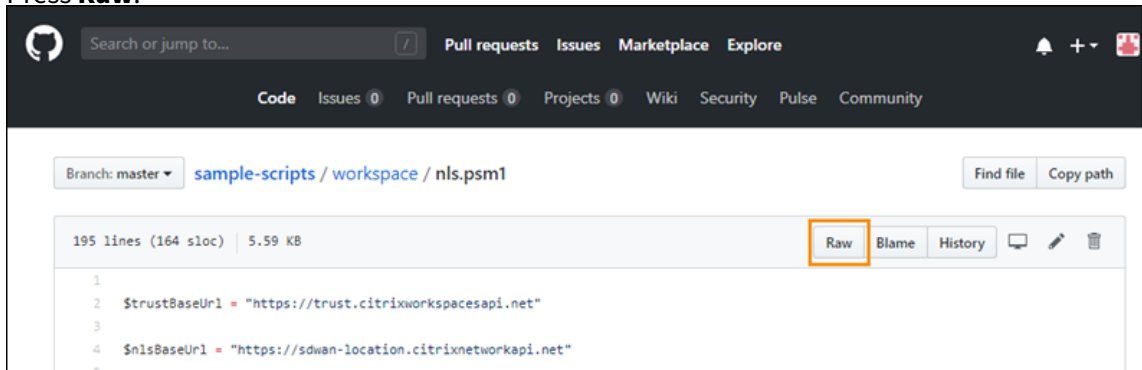 Press Raw.
Search or jump to... / Pull requests Issues Marketplace Explore
Code Issues 0 Pull requests 0 Projects 0 Wiki Security Pulse Community
Branch: master sample-scripts / workspace / nls.psm1 Find file Copy path
195 lines (164 sloc) 5.59 KB Raw Blame History
1
2 $trustBaseUrl = "https://trust.citrixworkspacesapi.net"
3
4 $nlsBaseUrl = "https://sdwan-location.citrixnetworkapi.net"